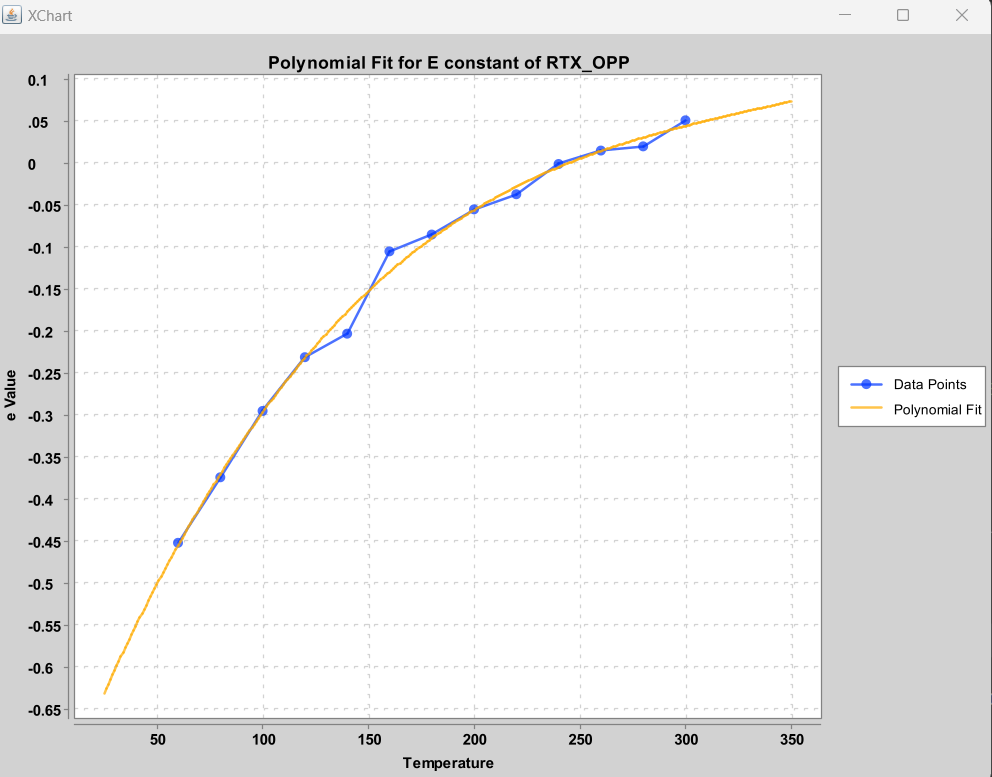 XChart
Polynomial Fit for E constant of RTX_OPP
0.1
.05
0
-0.05
-0.1
-0.15
-0.2
-0.25
-0.3
-0.35
-0.4
-0.45
-0.5
-0.55
-0.6
-0.65
e Value
Data Points
Polynomial Fit
50 100 150 200 250 300 350
Temperature